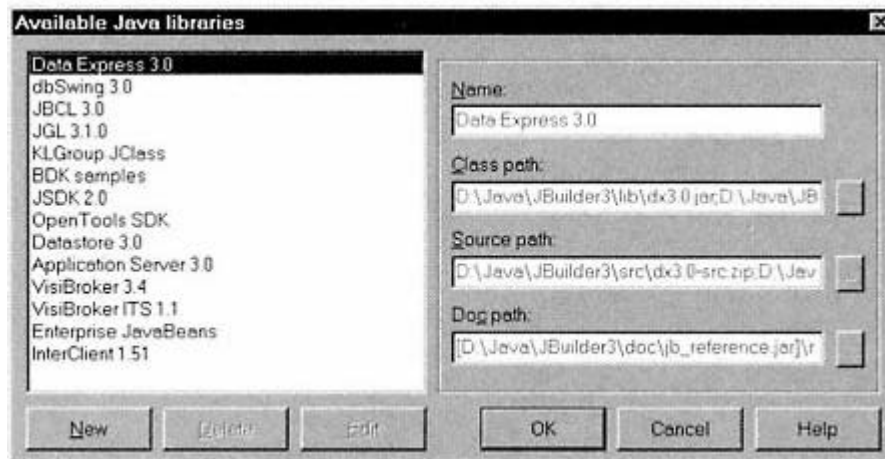 Available Java libraries
Data Express 3.0
dbSwing 3.0
JBCL 3.0
JGL 3.1.0
KLGroup JClass
BDK samples
JSDK 2.0
OpenTools SDK
Datastore 3.0
Application Server 3.0
VisiBroker 3.4
VisiBroker ITS 1.1
Enterprise JavaBeans
InterClient 1.51
Name:
Data Express 3.0
Class path:
D:\Java\JBuilder3\lib\dx3.0.jar;D:\Java\JB
Source path:
D:\Java\JBuilder3\src\dx3.0-src.zip;D:\Jav
Doc path:
[D:\Java\JBuilder3\doc\jb_reference.jar]\r
New Delete Edit OK Cancel Help